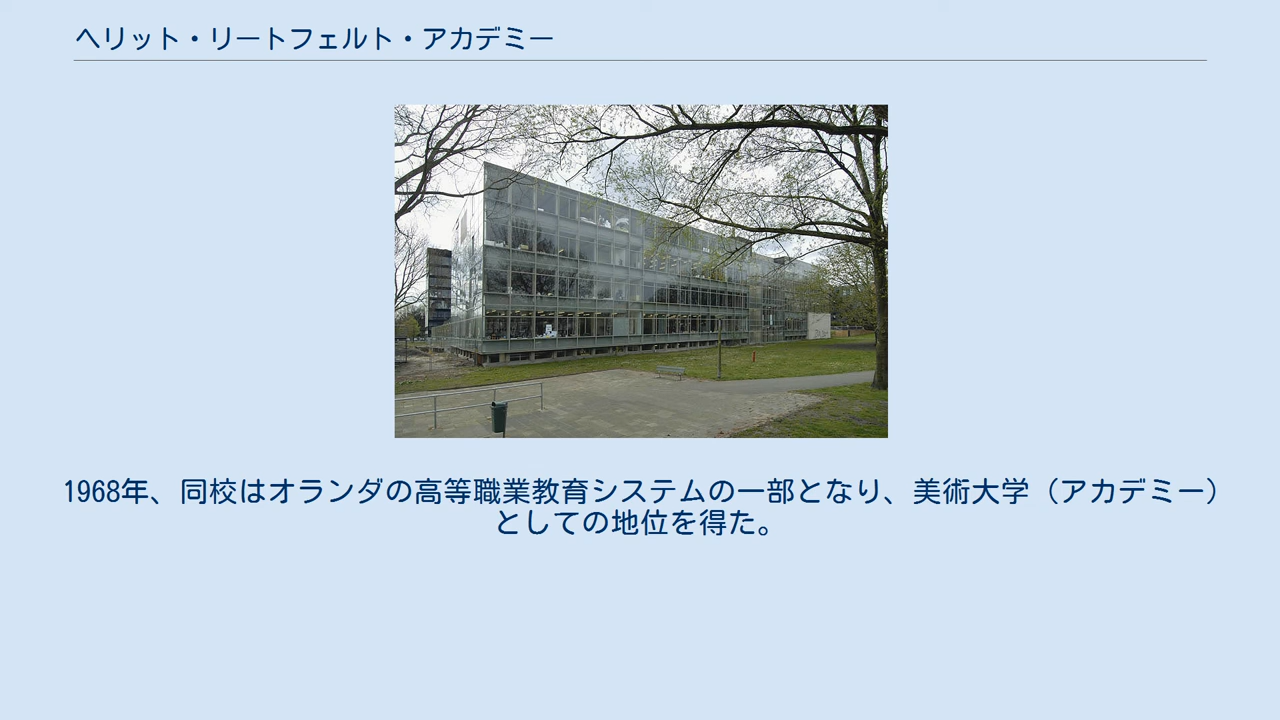 ヘリット・リートフェルト・アカデミー
1968年、同校はオランダの高等職業教育システムの一部となり、美術大学（アカデミー）
としての地位を得た。